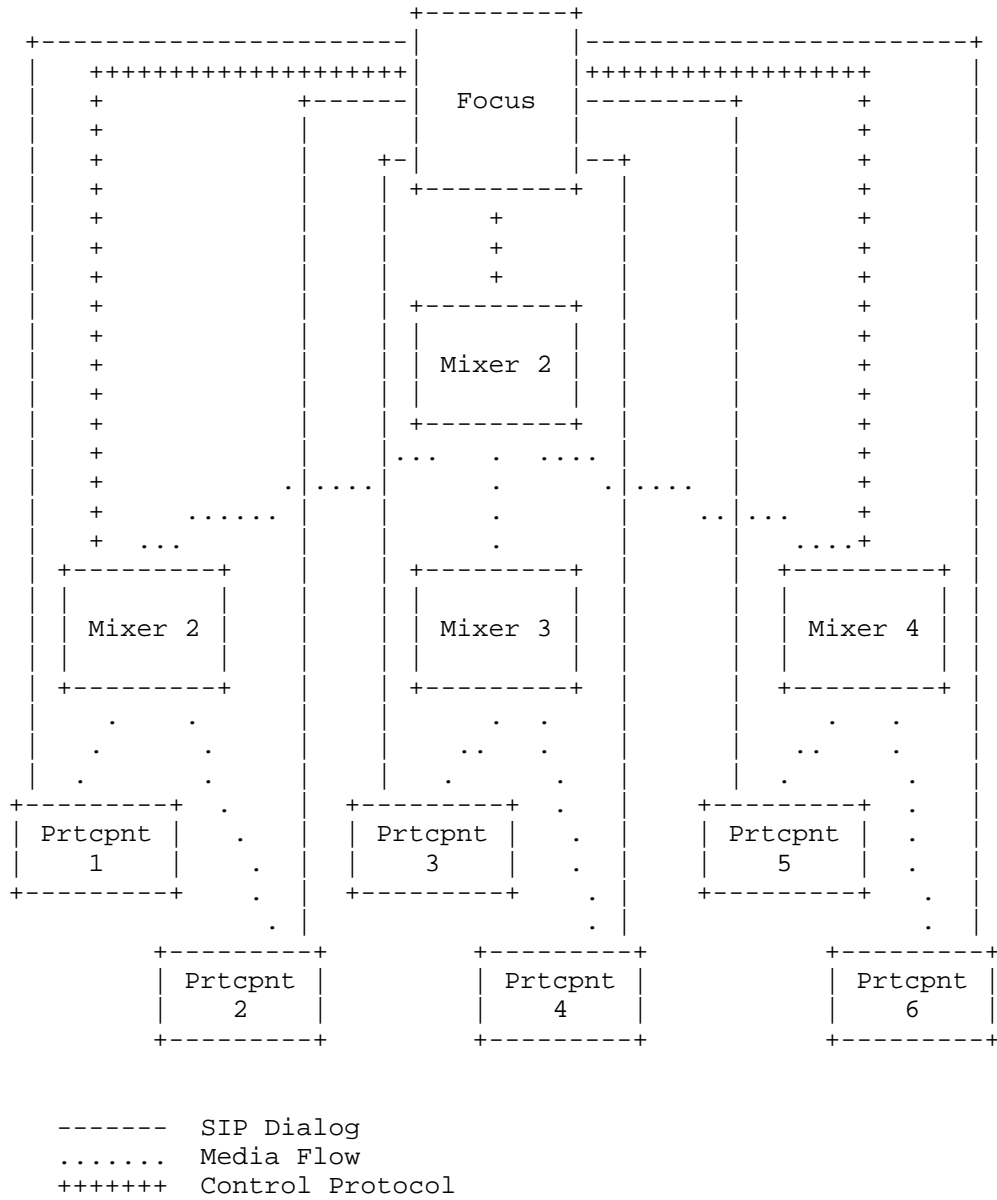 Focus
Mixer 2
Mixer 2 Mixer 3 Mixer 4
Prtcpnt Prtcpnt Prtcpnt
1 3 5
Prtcpnt Prtcpnt Prtcpnt
2 4 6
------- SIP Dialog
....... Media Flow
+++++++ Control Protocol